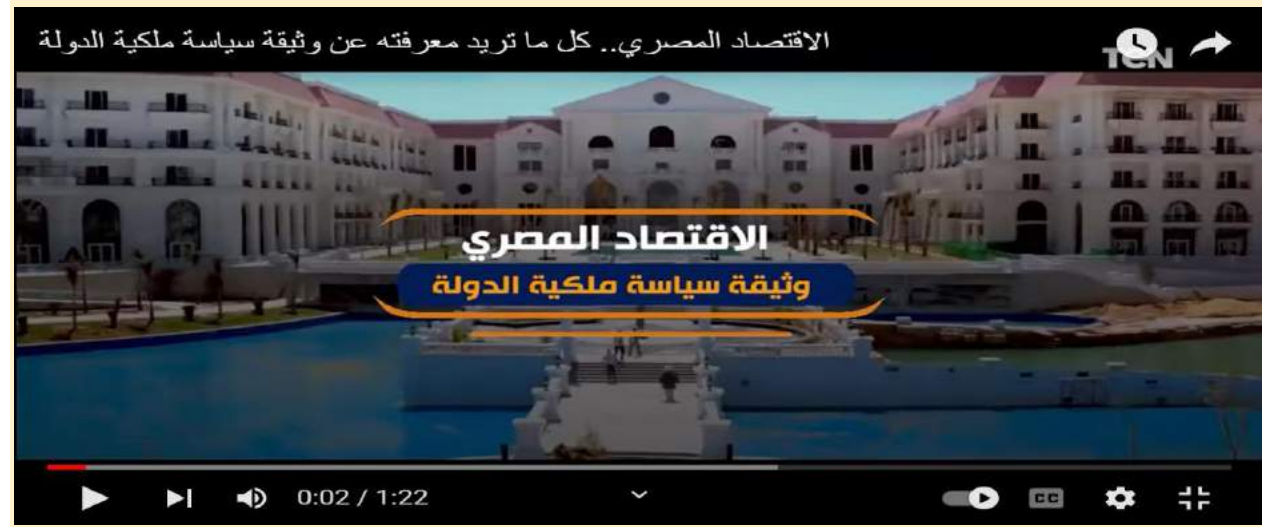 الاقتصاد المصري.. كل ما تريد معرفته عن وثيقة سياسة ملكية الدولة
TEN
الاقتصاد المصري
وثيقة سياسة ملكية الدولة
0:02 / 1:22
CC